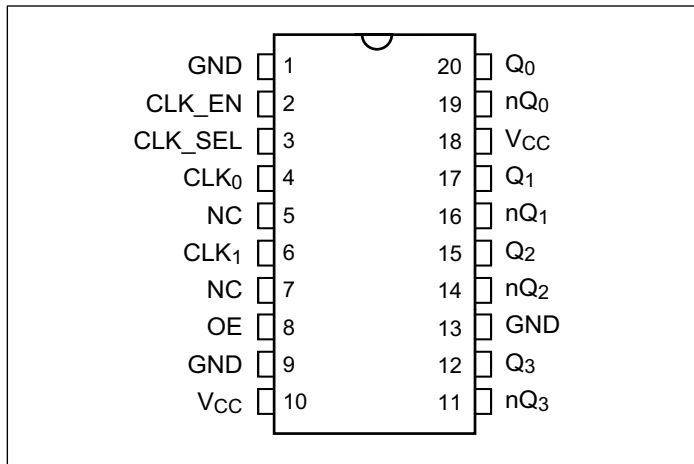 GND 1 20 Q0
CLK_EN 2 19 nQ0
CLK_SEL 3 18 VCC
CLK0 4 17 Q1
NC 5 16 nQ1
CLK1 6 15 Q2
NC 7 14 nQ2
OE 8 13 GND
GND 9 12 Q3
VCC 10 11 nQ3